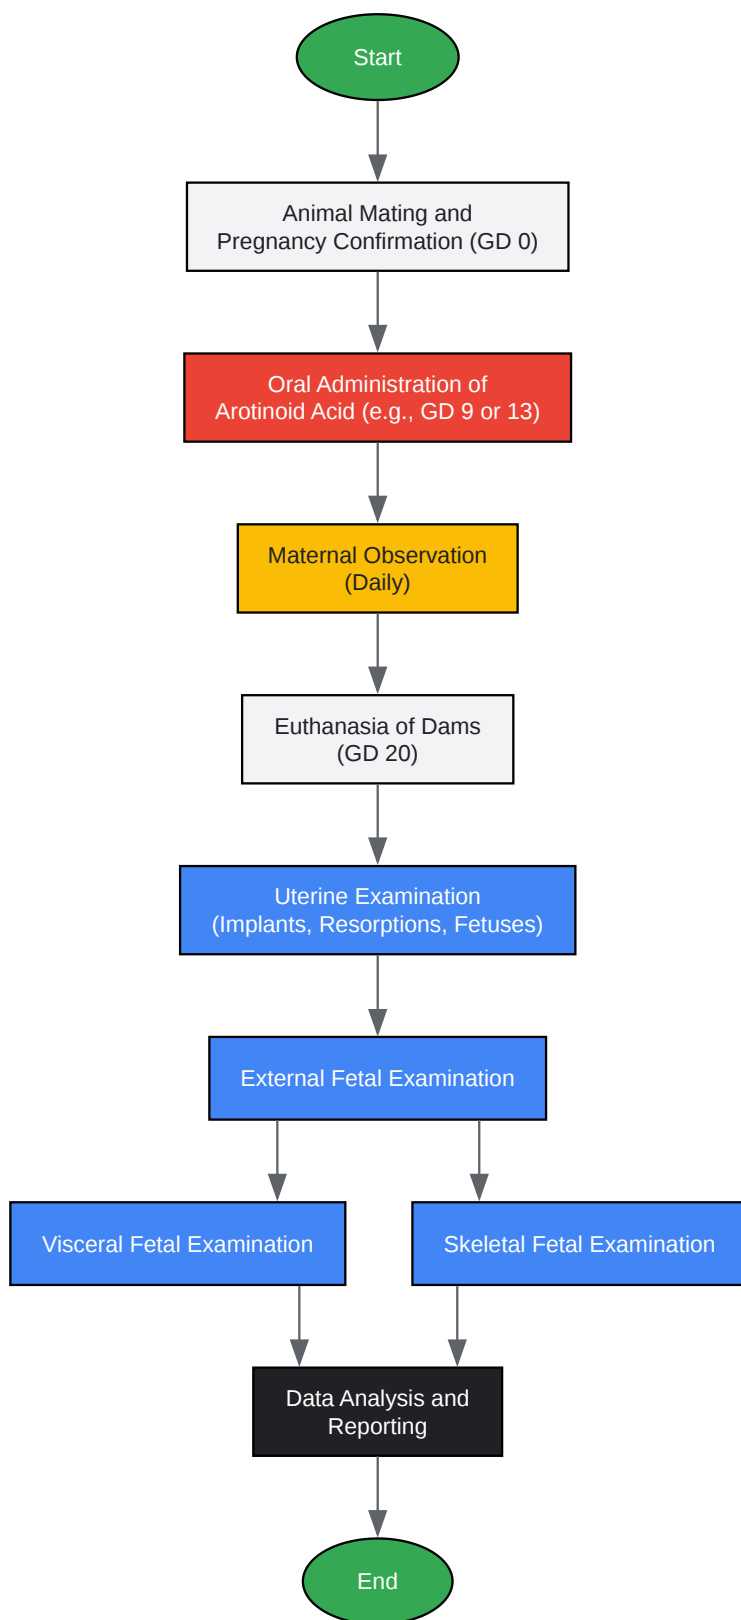 Start
Animal Mating and
Pregnancy Confirmation (GD 0)
Oral Administration of
Arotinoid Acid (e.g., GD 9 or 13)
Maternal Observation
(Daily)
Euthanasia of Dams
(GD 20)
Uterine Examination
(Implants, Resorptions, Fetuses)
External Fetal Examination
Visceral Fetal Examination
Skeletal Fetal Examination
Data Analysis and
Reporting
End